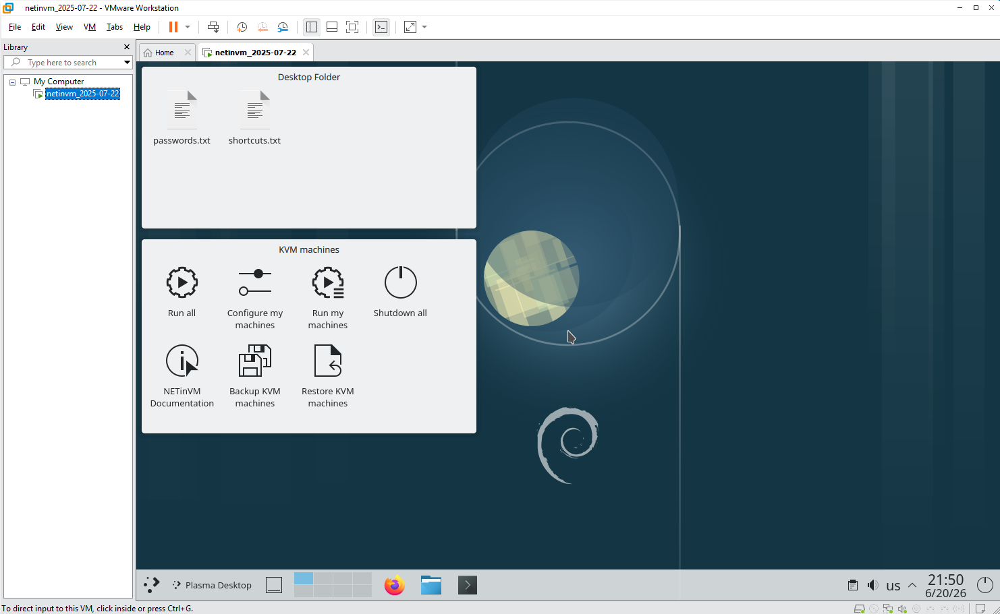 netinvm_2025-07-22 - VMware Workstation
File Edit View VM Tabs Help
Library
Type here to search
My Computer
netinvm_2025-07-22
Home
netinvm_2025-07-22
Desktop Folder
passwords.txt
shortcuts.txt
KVM machines
Run all
Configure my
machines
Run my
machines
Shutdown all
NETinVM
Documentation
Backup KVM
machines
Restore KVM
machines
Plasma Desktop
us
21:50
6/20/26
To direct input to this VM, click inside or press Ctrl+G.